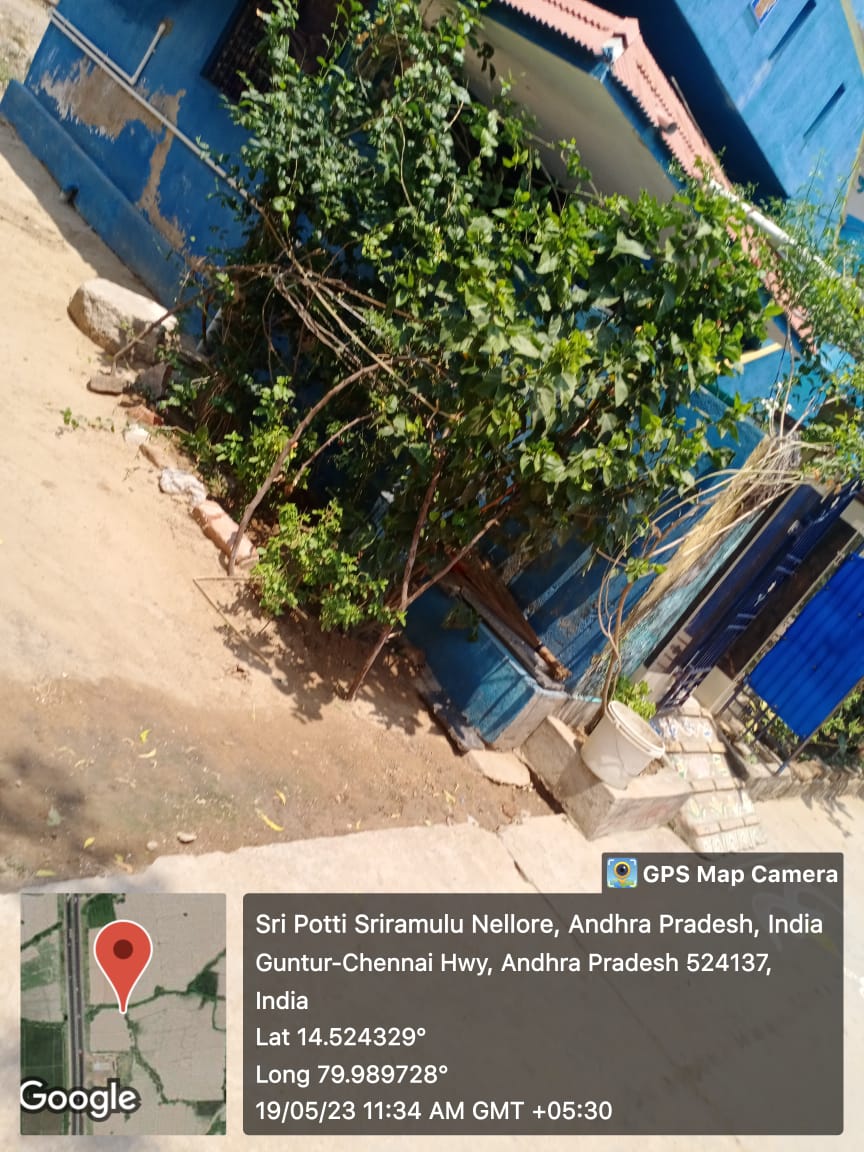 GPS Map Camera
Sri Potti Sriramulu Nellore, Andhra Pradesh, India
Guntur-Chennai Hwy, Andhra Pradesh 524137,
India
Lat 14.524329°
Long 79.989728°
19/05/23 11:34 AM GMT +05:30
Google